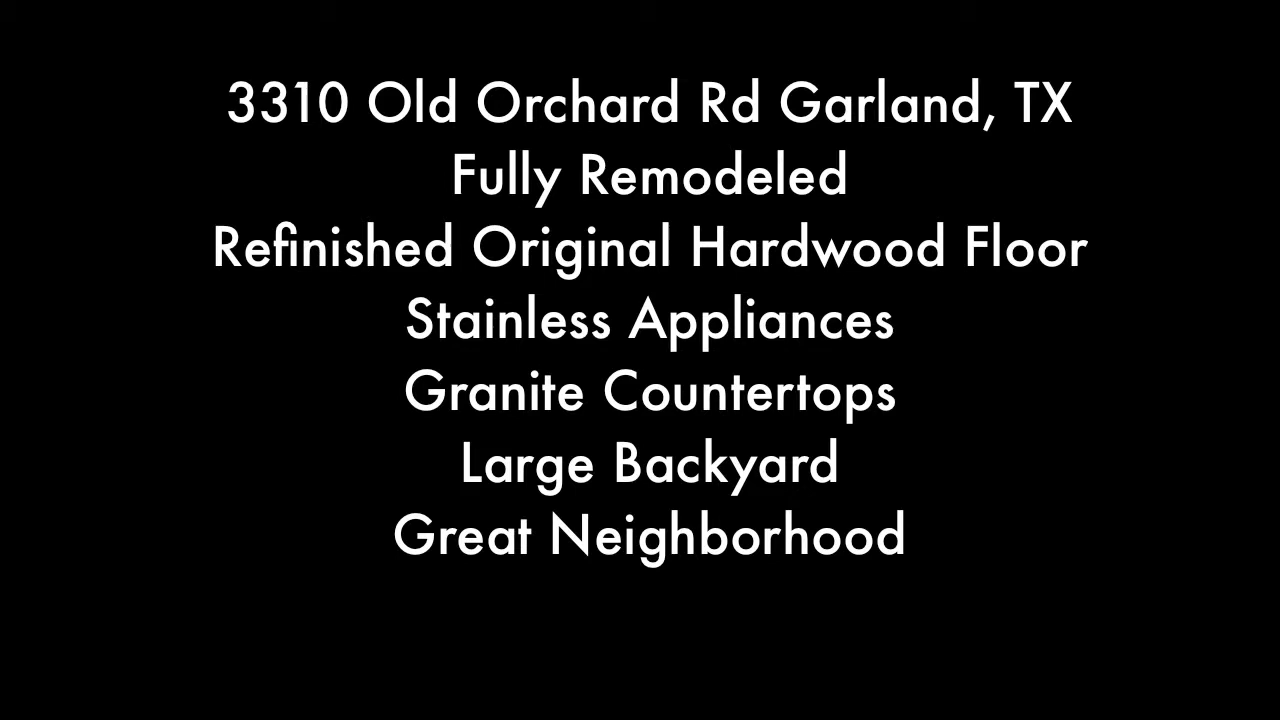 3310 Old Orchard Rd Garland, TX
Fully Remodeled
Refinished Original Hardwood Floor
Stainless Appliances
Granite Countertops
Large Backyard
Great Neighborhood